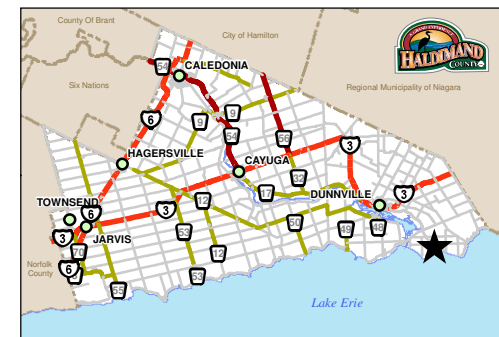 County Of Brant
City of Hamilton
HALDIMAND
COUNTY
54
CALEDONIA
Six Nations
Regional Municipality of Niagara
6
9
9
54
56
3
HAGERSVILLE
CAYUGA
32
17
DUNNVILLE
3
TOWNSEND
6
3
12
3
JARVIS
53
50
49
48
70
12
Norfolk
County
6
53
55
Lake Erie